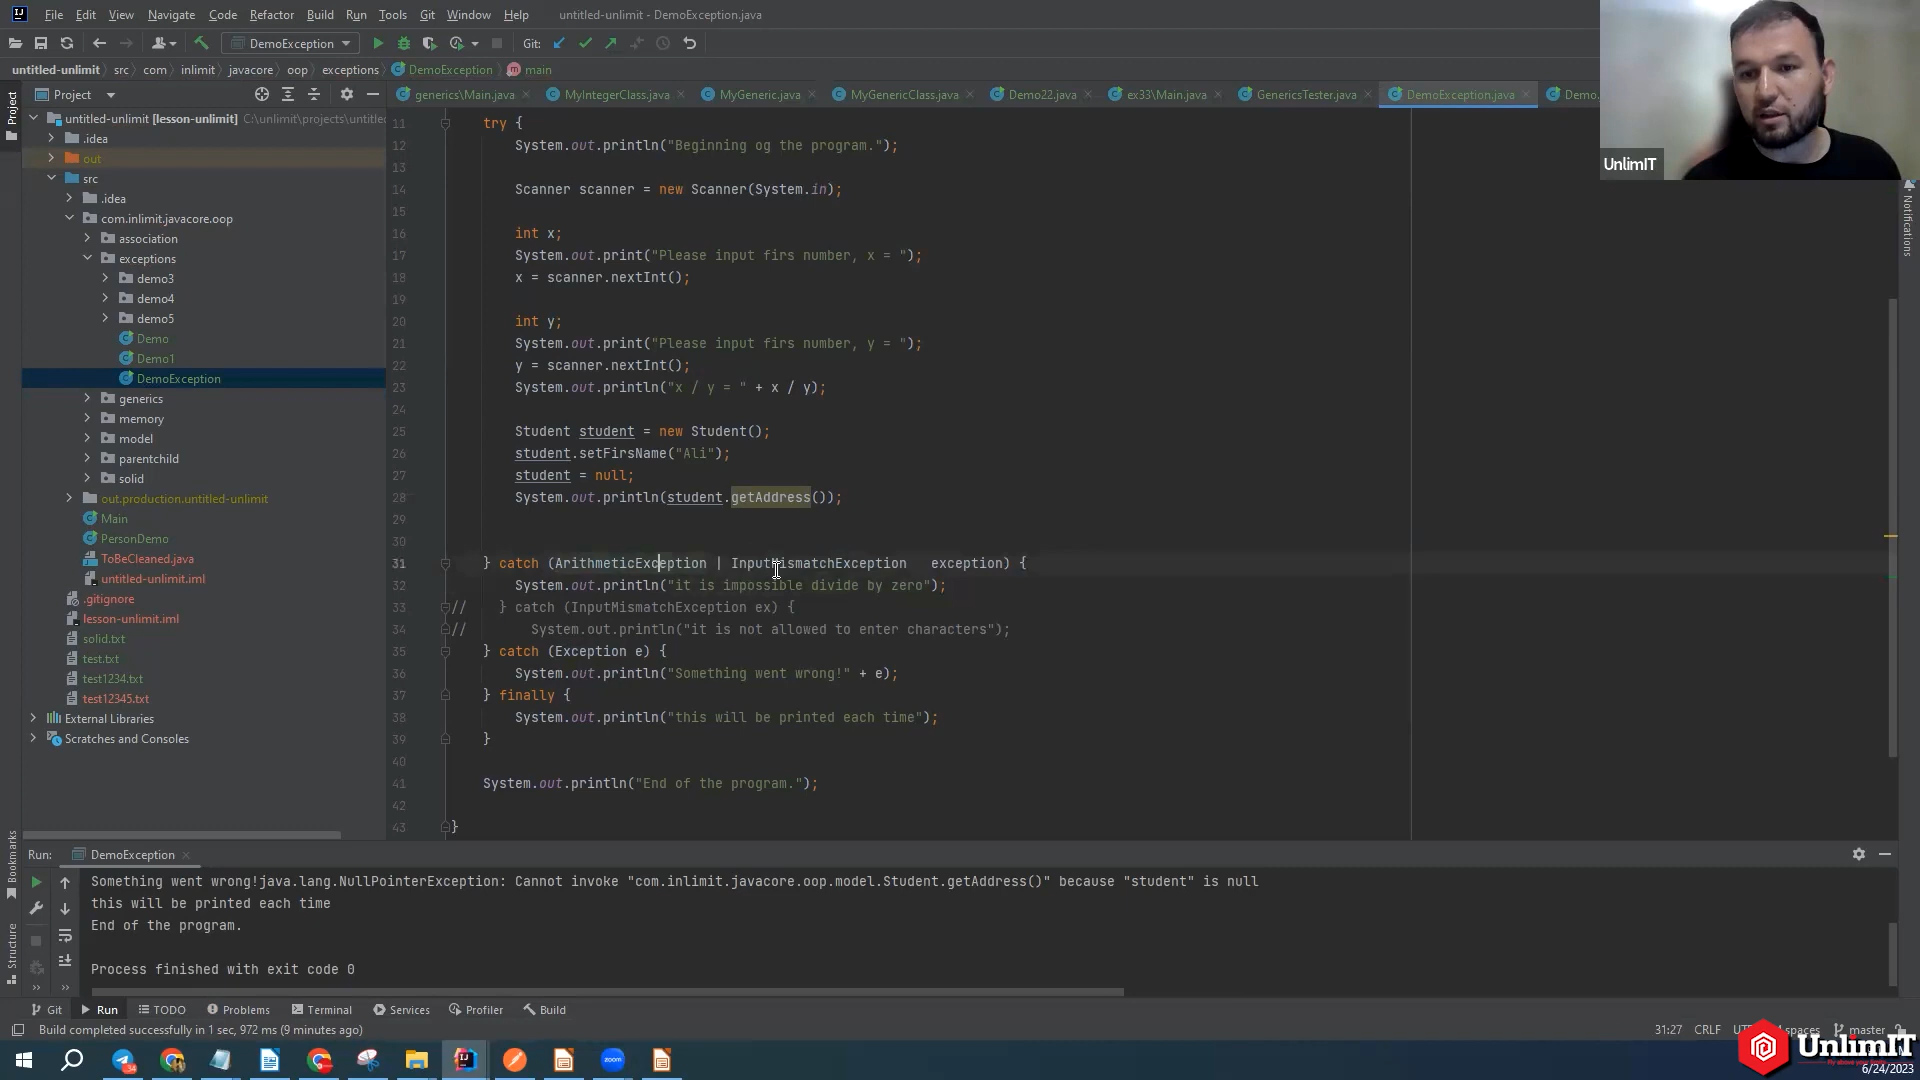 File Edit View Navigate Code Refactor Build Run Tools Git Window Help untitled-unlimit - DemoException.java
DemoException Git:
untitled-unlimit src com inlimit javacore oop exceptions DemoException main
Project
generics\Main.java MyIntegerClass.java MyGeneric.java MyGenericClass.java Demo22.java ex33\Main.java GenericsTester.java DemoException.java Demo.
untitled-unlimit [lesson-unlimit] C:\unlimit\projects\untitle
.idea
out
src
.idea
com.inlimit.javacore.oop
association
exceptions
demo3
demo4
demo5
Demo
Demo1
DemoException
generics
memory
model
parentchild
solid
out.production.untitled-unlimit
Main
PersonDemo
ToBeCleaned.java
untitled-unlimit.iml
.gitignore
lesson-unlimit.iml
solid.txt
test.txt
test1234.txt
test12345.txt
External Libraries
Scratches and Consoles
Project
Bookmarks
Structure
11 try {
12 System.out.println("Beginning og the program.");
13
14 Scanner scanner = new Scanner(System.in);
15
16 int x;
17 System.out.print("Please input firs number, x = ");
18 x = scanner.nextInt();
19
20 int y;
21 System.out.print("Please input firs number, y = ");
22 y = scanner.nextInt();
23 System.out.println("x / y = " + x / y);
24
25 Student student = new Student();
26 student.setFirsName("Ali");
27 student = null;
28 System.out.println(student.getAddress());
29
30
31 } catch (ArithmeticException | InputMismatchException exception) {
32 System.out.println("it is impossible divide by zero");
33 // } catch (InputMismatchException ex) {
34 // System.out.println("it is not allowed to enter characters");
35 } catch (Exception e) {
36 System.out.println("Something went wrong!" + e);
37 } finally {
38 System.out.println("this will be printed each time");
39 }
40
41 System.out.println("End of the program.");
42
43 }
UnlimIT
Notifications
Run: DemoException
Something went wrong!java.lang.NullPointerException: Cannot invoke "com.inlimit.javacore.oop.model.Student.getAddress()" because "student" is null
this will be printed each time
End of the program.
Process finished with exit code 0
Git Run TODO Problems Terminal Services Profiler Build
Build completed successfully in 1 sec, 972 ms (9 minutes ago) 31:27 CRLF spaces master
zoom
UnlimIT
6/24/2023